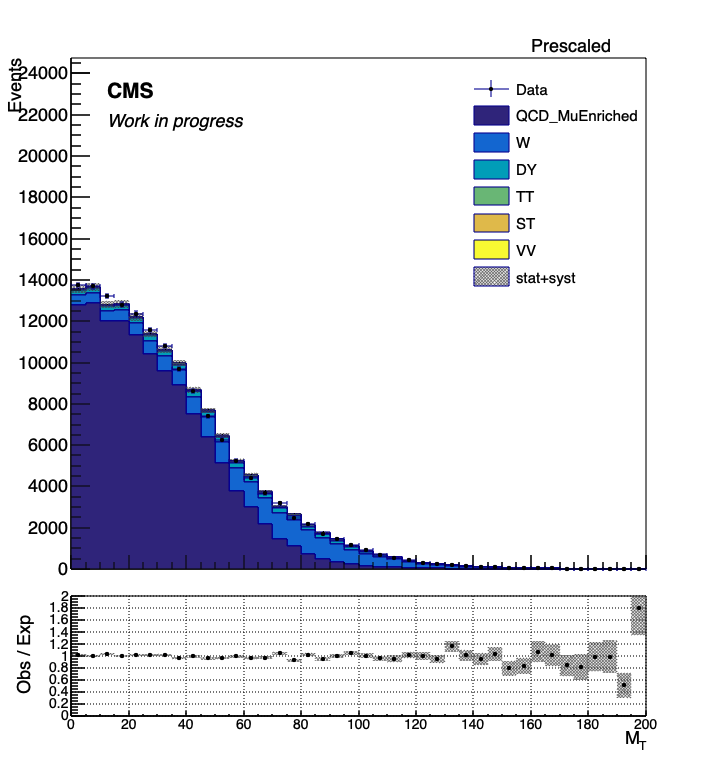 Prescaled
Events
24000
22000
20000
18000
16000
14000
12000
10000
8000
6000
4000
2000
0
CMS
Work in progress
Data
QCD_MuEnriched
W
DY
TT
ST
VV
stat+syst
Obs / Exp
2
1.8
1.6
1.4
1.2
1
0.8
0.6
0.4
0.2
0
0 20 40 60 80 100 120 140 160 180 200
M_T